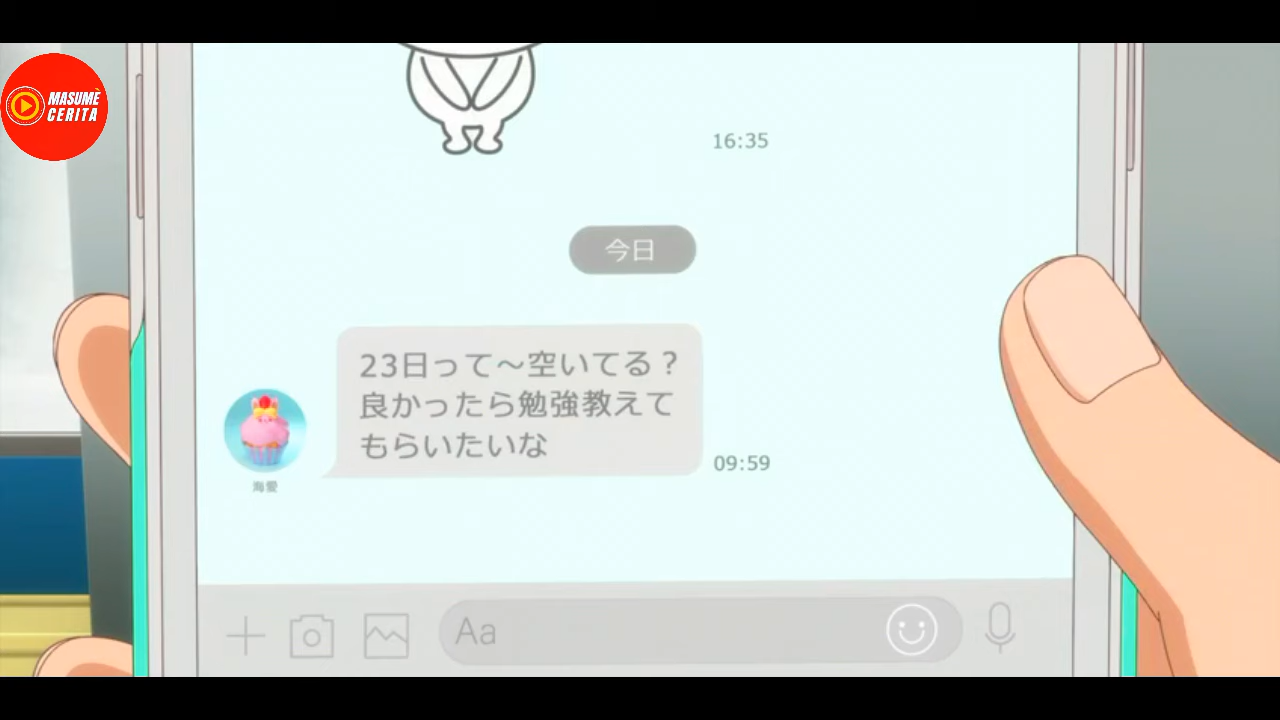 MASUMÈ
CERITA
16:35
今日
23日って～空いてる？
良かったら勉強教えて
もらいたいな
09:59
海愛
Aa